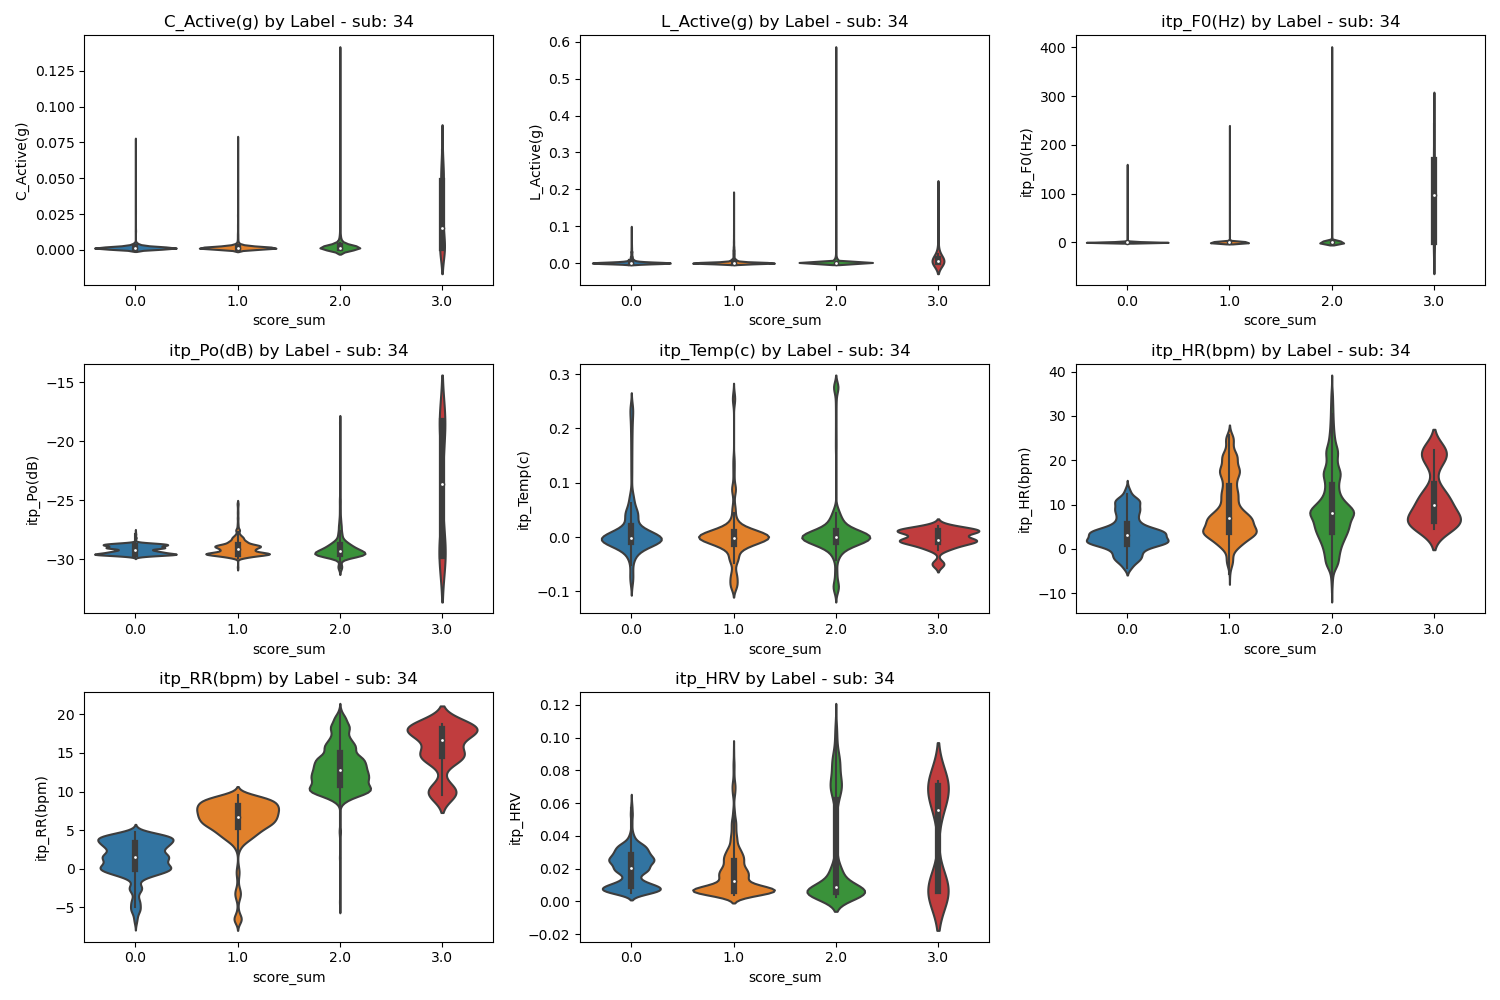 C_Active(g) by Label - sub: 34
C_Active(g)
0.125
0.100
0.075
0.050
0.025
0.000
0.0 1.0 2.0 3.0
score_sum
L_Active(g) by Label - sub: 34
L_Active(g)
0.6
0.5
0.4
0.3
0.2
0.1
0.0
0.0 1.0 2.0 3.0
score_sum
itp_F0(Hz) by Label - sub: 34
itp_F0(Hz)
400
300
200
100
0
0.0 1.0 2.0 3.0
score_sum
itp_Po(dB) by Label - sub: 34
itp_Po(dB)
−15
−20
−25
−30
0.0 1.0 2.0 3.0
score_sum
itp_Temp(c) by Label - sub: 34
itp_Temp(c)
0.3
0.2
0.1
0.0
−0.1
0.0 1.0 2.0 3.0
score_sum
itp_HR(bpm) by Label - sub: 34
itp_HR(bpm)
40
30
20
10
0
−10
0.0 1.0 2.0 3.0
score_sum
itp_RR(bpm) by Label - sub: 34
itp_RR(bpm)
20
15
10
5
0
−5
0.0 1.0 2.0 3.0
score_sum
itp_HRV by Label - sub: 34
itp_HRV
0.12
0.10
0.08
0.06
0.04
0.02
0.00
−0.02
0.0 1.0 2.0 3.0
score_sum